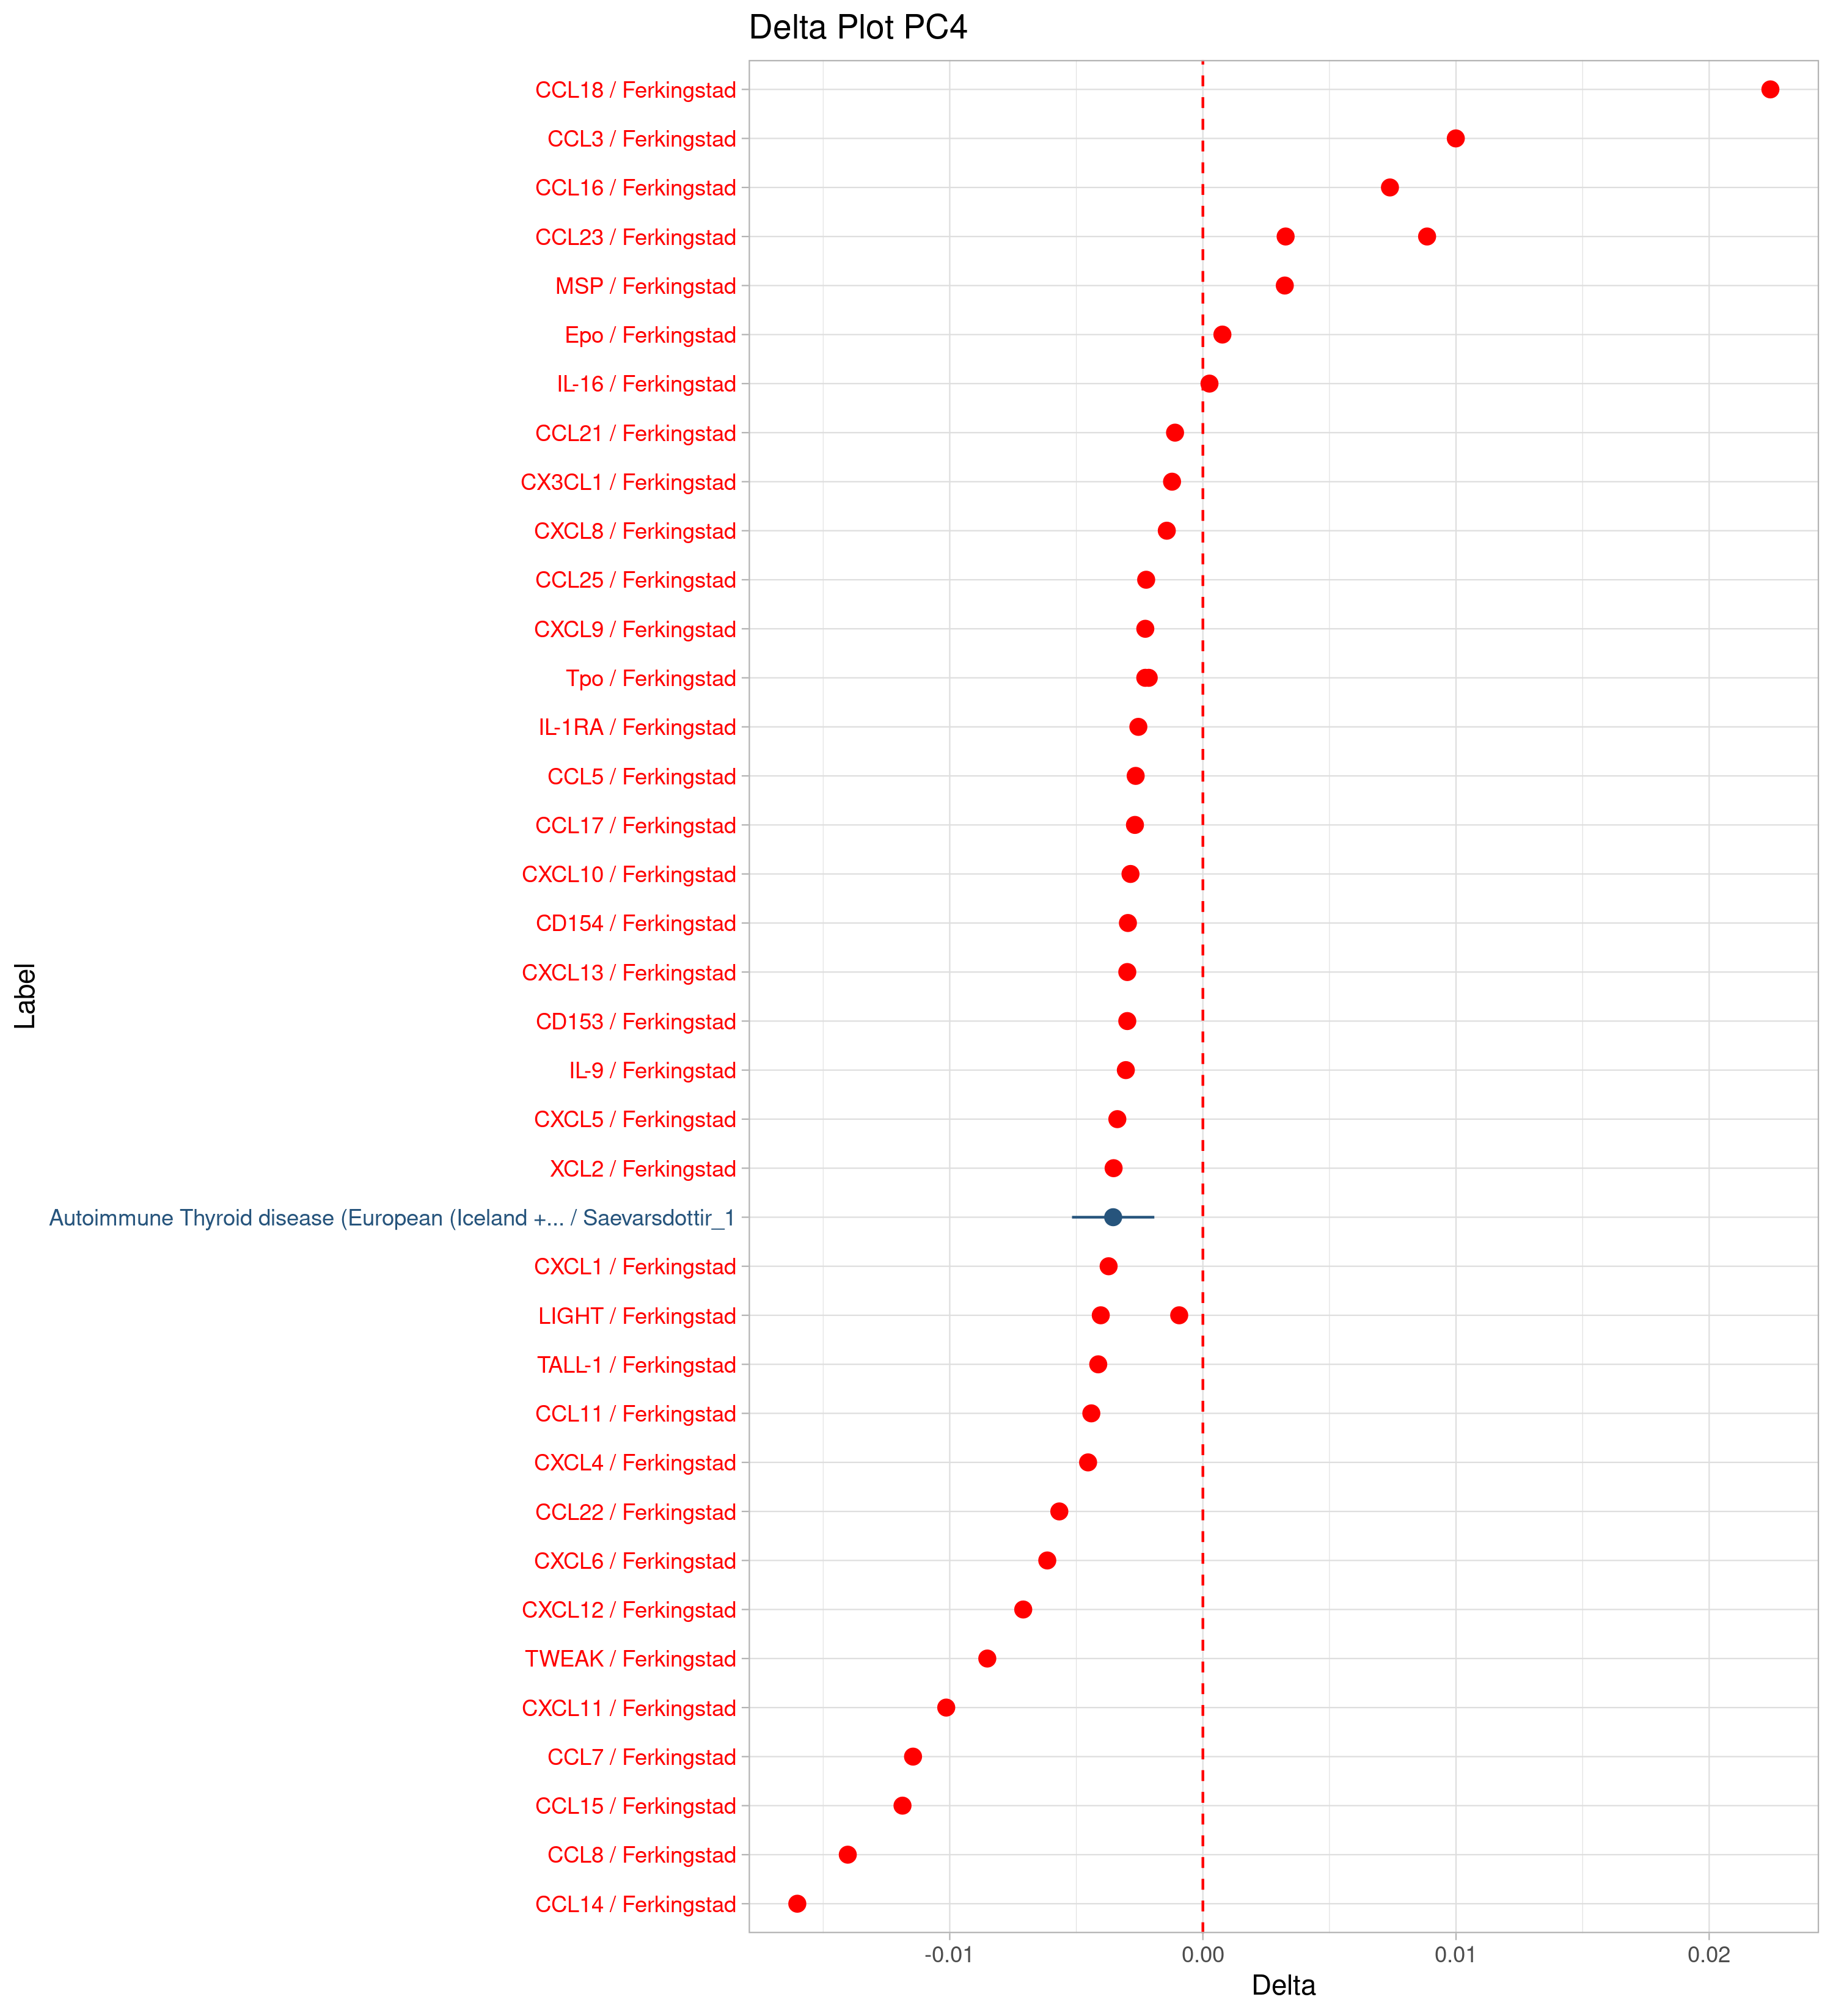 Delta Plot PC4
CCL18 / Ferkingstad
CCL3 / Ferkingstad
CCL16 / Ferkingstad
CCL23 / Ferkingstad
MSP / Ferkingstad
Epo / Ferkingstad
IL-16 / Ferkingstad
CCL21 / Ferkingstad
CX3CL1 / Ferkingstad
CXCL8 / Ferkingstad
CCL25 / Ferkingstad
CXCL9 / Ferkingstad
Tpo / Ferkingstad
IL-1RA / Ferkingstad
CCL5 / Ferkingstad
CCL17 / Ferkingstad
CXCL10 / Ferkingstad
CD154 / Ferkingstad
CXCL13 / Ferkingstad
CD153 / Ferkingstad
IL-9 / Ferkingstad
CXCL5 / Ferkingstad
XCL2 / Ferkingstad
Autoimmune Thyroid disease (European (Iceland +... / Saevarsdottir_1
CXCL1 / Ferkingstad
LIGHT / Ferkingstad
TALL-1 / Ferkingstad
CCL11 / Ferkingstad
CXCL4 / Ferkingstad
CCL22 / Ferkingstad
CXCL6 / Ferkingstad
CXCL12 / Ferkingstad
TWEAK / Ferkingstad
CXCL11 / Ferkingstad
CCL7 / Ferkingstad
CCL15 / Ferkingstad
CCL8 / Ferkingstad
CCL14 / Ferkingstad
Label
-0.01 0.00 0.01 0.02
Delta